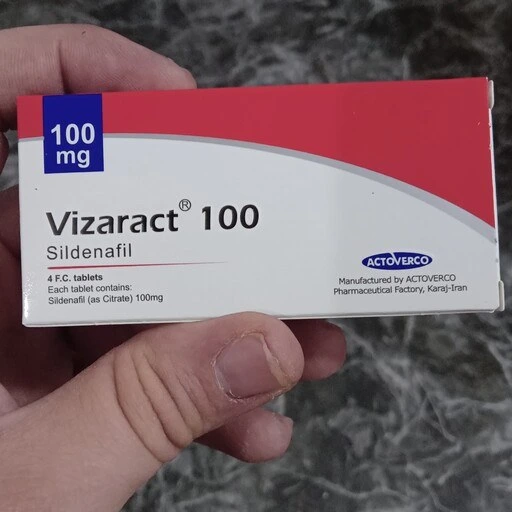 100
mg
Vizaract® 100
Sildenafil
4 F.C. tablets
Each tablet contains:
Sildenafil (as Citrate) 100mg
ACTOVERCO
Manufactured by ACTOVERCO
Pharmaceutical Factory, Karaj-Iran